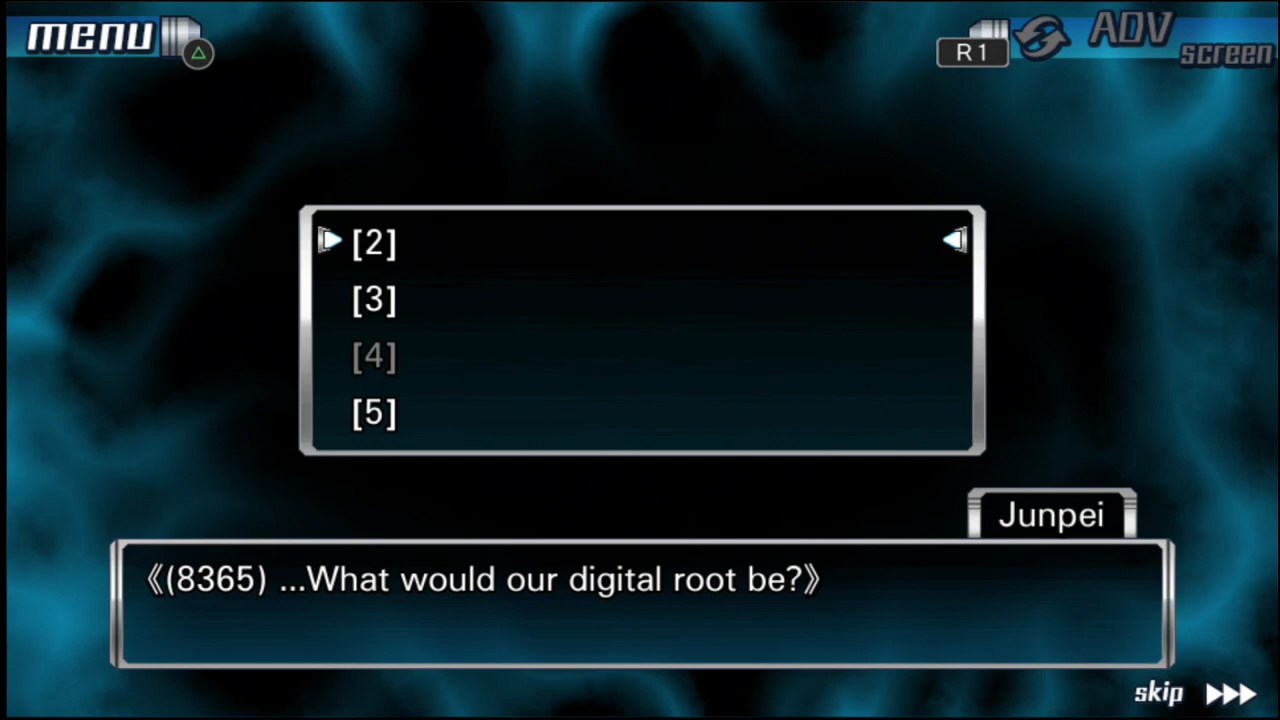 menu
R1
ADV
screen
[2]
[3]
[4]
[5]
Junpei
《(8365) ...What would our digital root be?》
skip